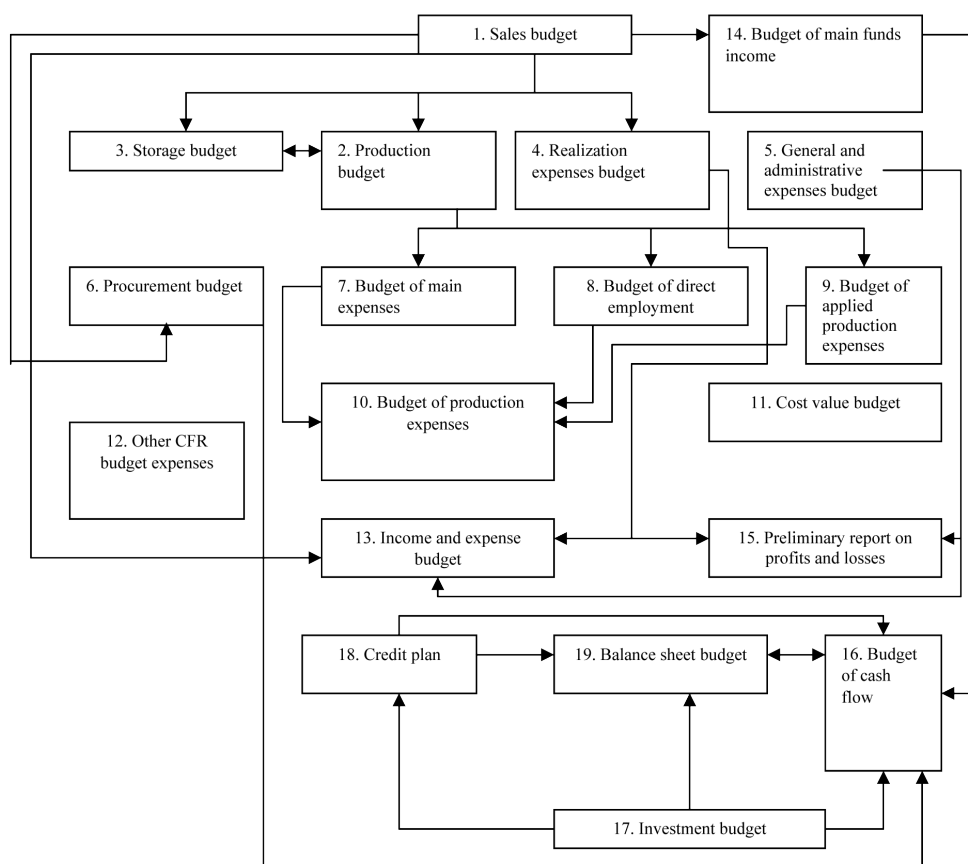 1. Sales budget
14. Budget of main funds
income
3. Storage budget
2. Production
budget
4. Realization
expenses budget
5. General and
administrative
expenses budget
6. Procurement budget
7. Budget of main
expenses
8. Budget of direct
employment
9. Budget of
applied
production
expenses
10. Budget of production
expenses
11. Cost value budget
12. Other CFR
budget expenses
13. Income and expense
budget
15. Preliminary report on
profits and losses
18. Credit plan
19. Balance sheet budget
16. Budget
of cash
flow
17. Investment budget